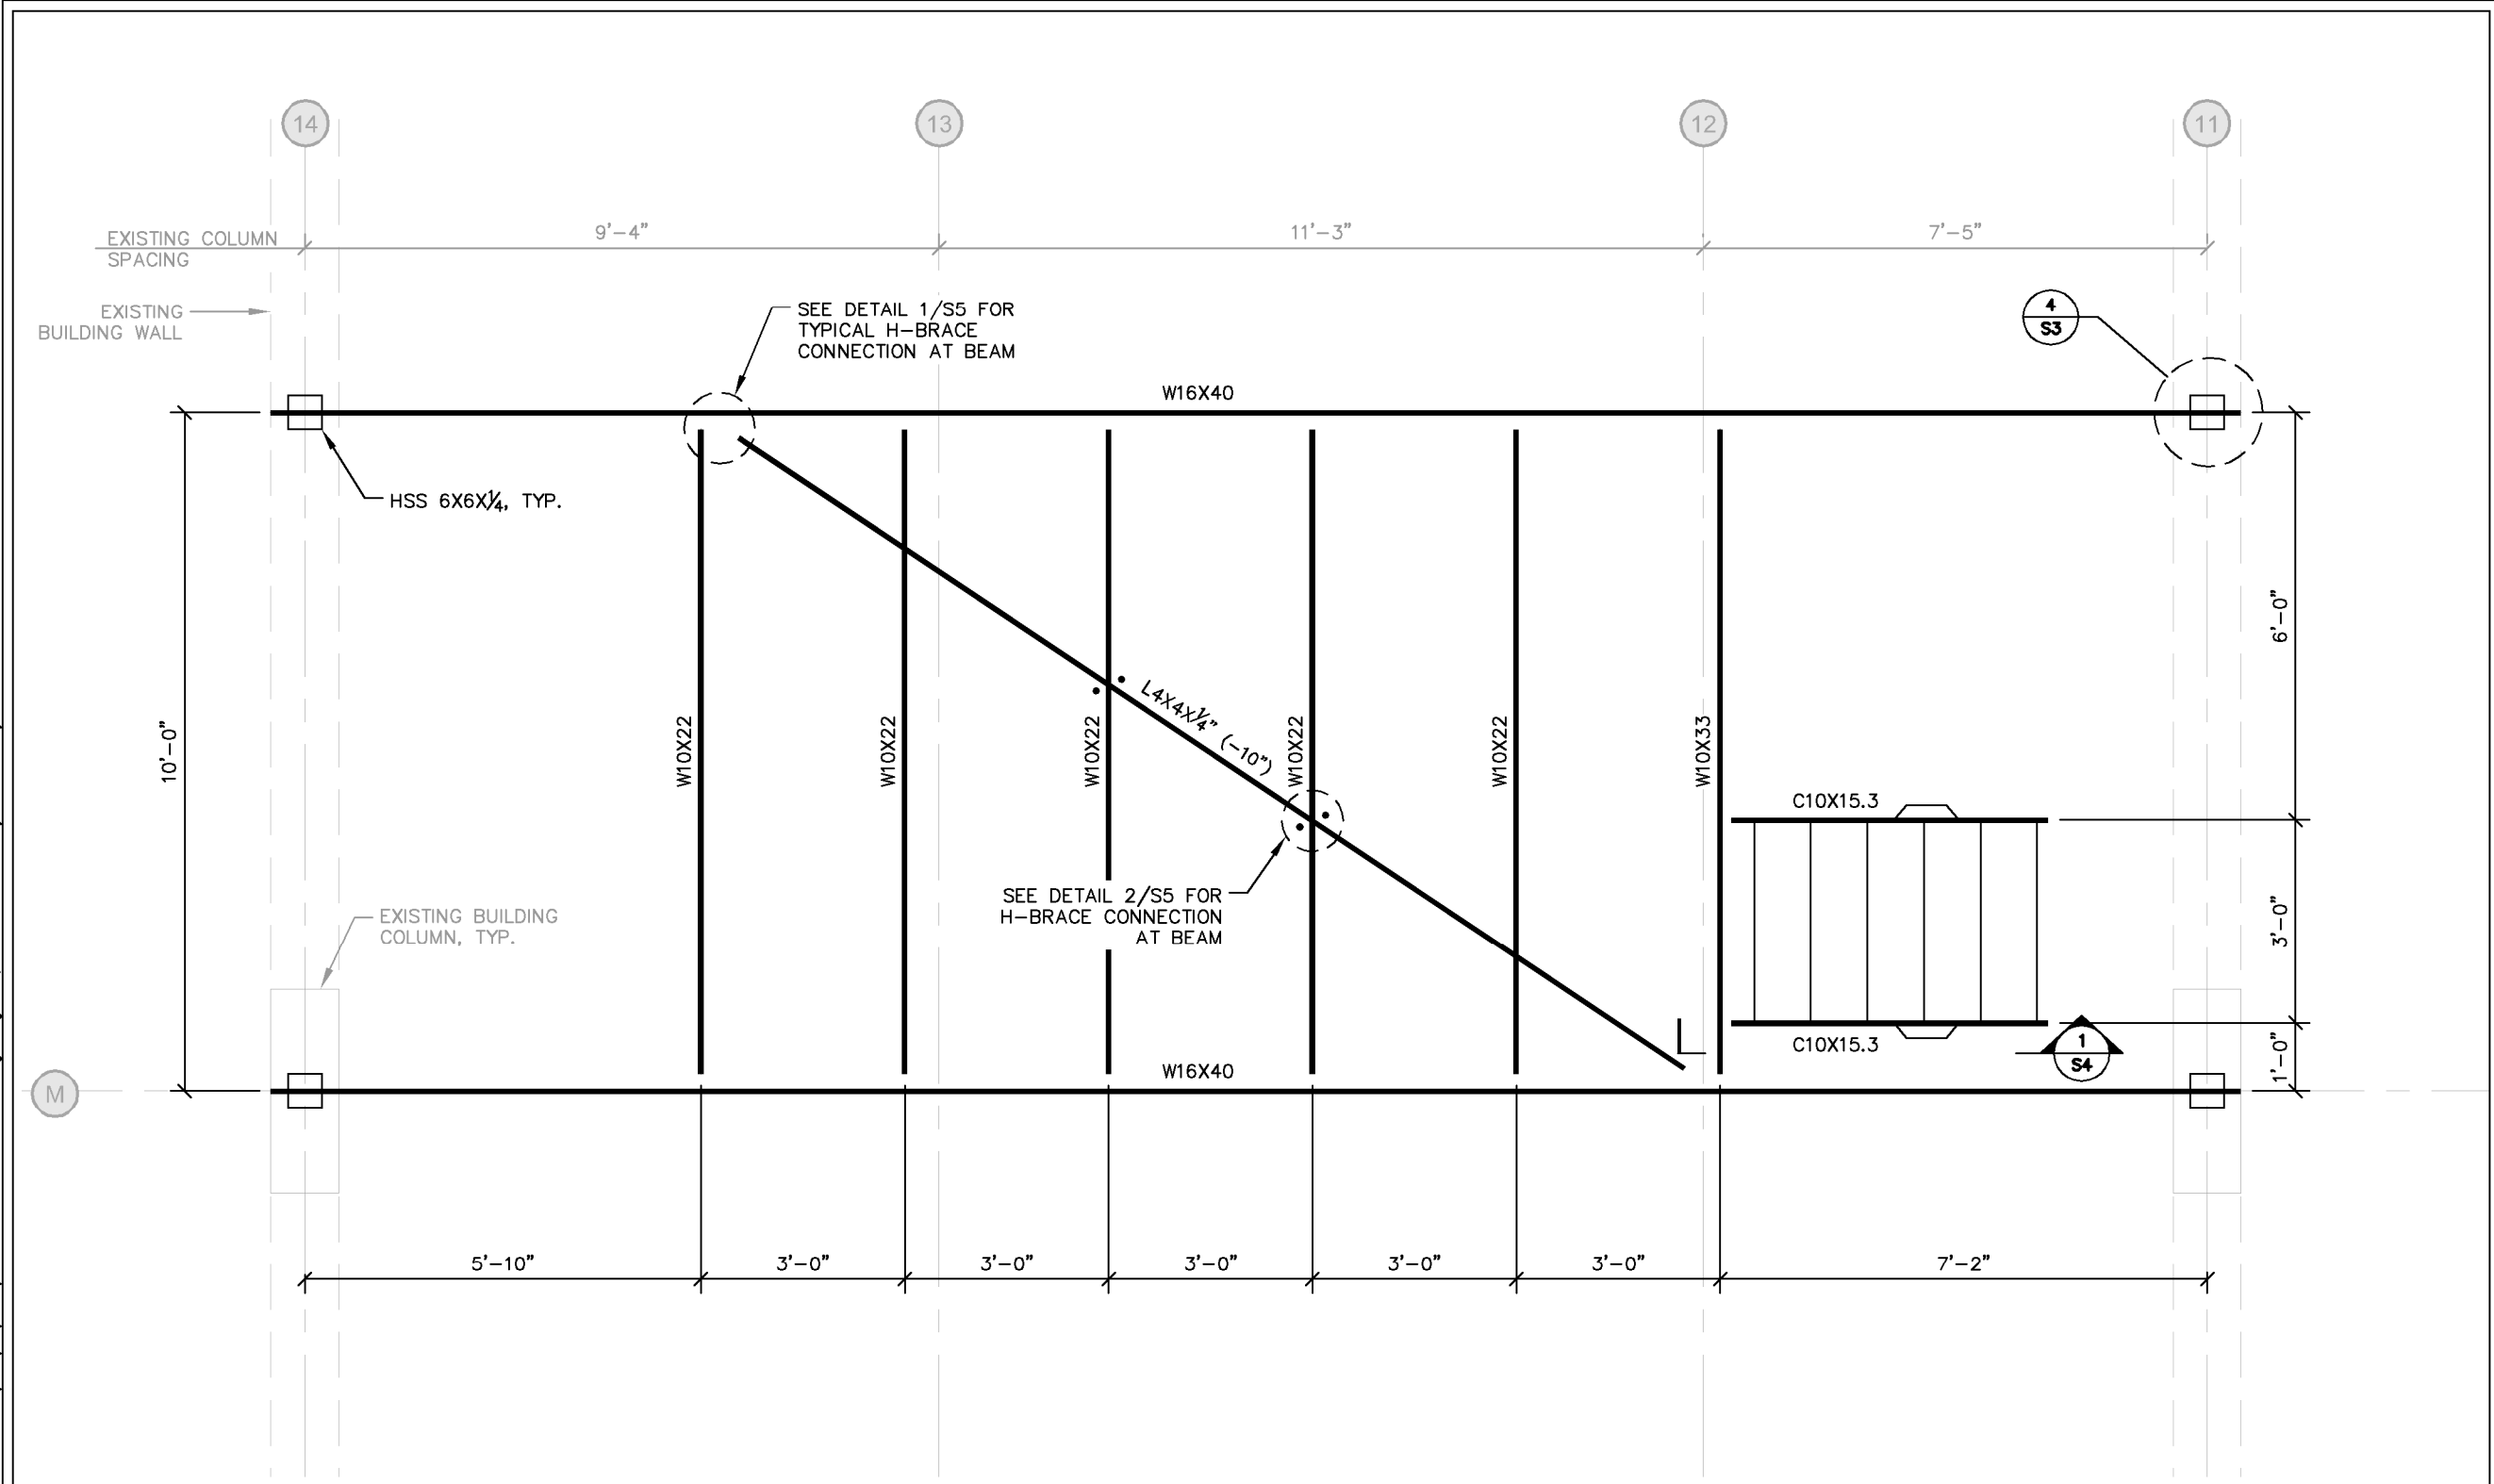 14
13
12
11
EXISTING COLUMN
SPACING
9'-4"
11'-3"
7'-5"
EXISTING
BUILDING WALL
SEE DETAIL 1/S5 FOR
TYPICAL H-BRACE
CONNECTION AT BEAM
4
S3
W16X40
HSS 6X6X¼, TYP.
10'-0"
W10X22
W10X22
W10X22
L4X4X¼" (-10")
W10X22
W10X22
W10X33
6'-0"
C10X15.3
3'-0"
SEE DETAIL 2/S5 FOR
H-BRACE CONNECTION
AT BEAM
EXISTING BUILDING
COLUMN, TYP.
C10X15.3
1
S4
1'-0"
W16X40
M
5'-10"
3'-0"
3'-0"
3'-0"
3'-0"
3'-0"
7'-2"